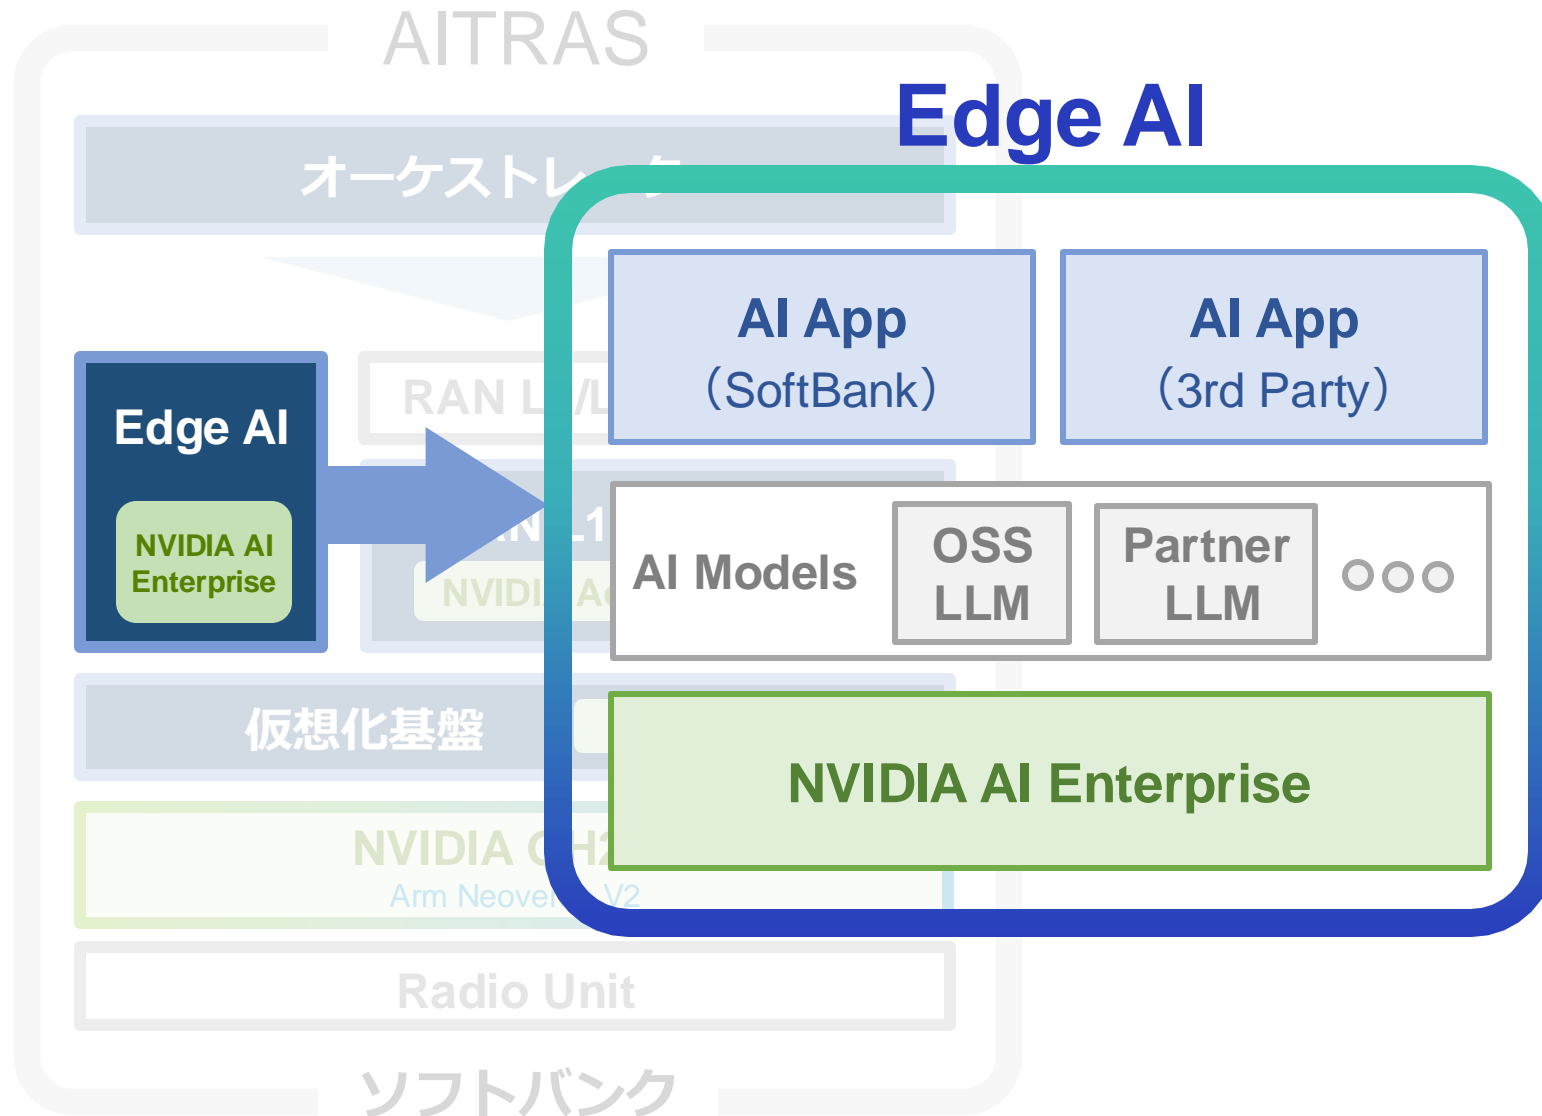 AITRAS
Edge AI
オーケストレータ
AI App
（SoftBank）
AI App
（3rd Party）
Edge AI
NVIDIA AI
Enterprise
RAN
NVIDIA
AI Models
OSS
LLM
Partner
LLM
仮想化基盤
NVIDIA AI Enterprise
NVIDIA
Arm V2
Radio Unit
ソフトバンク